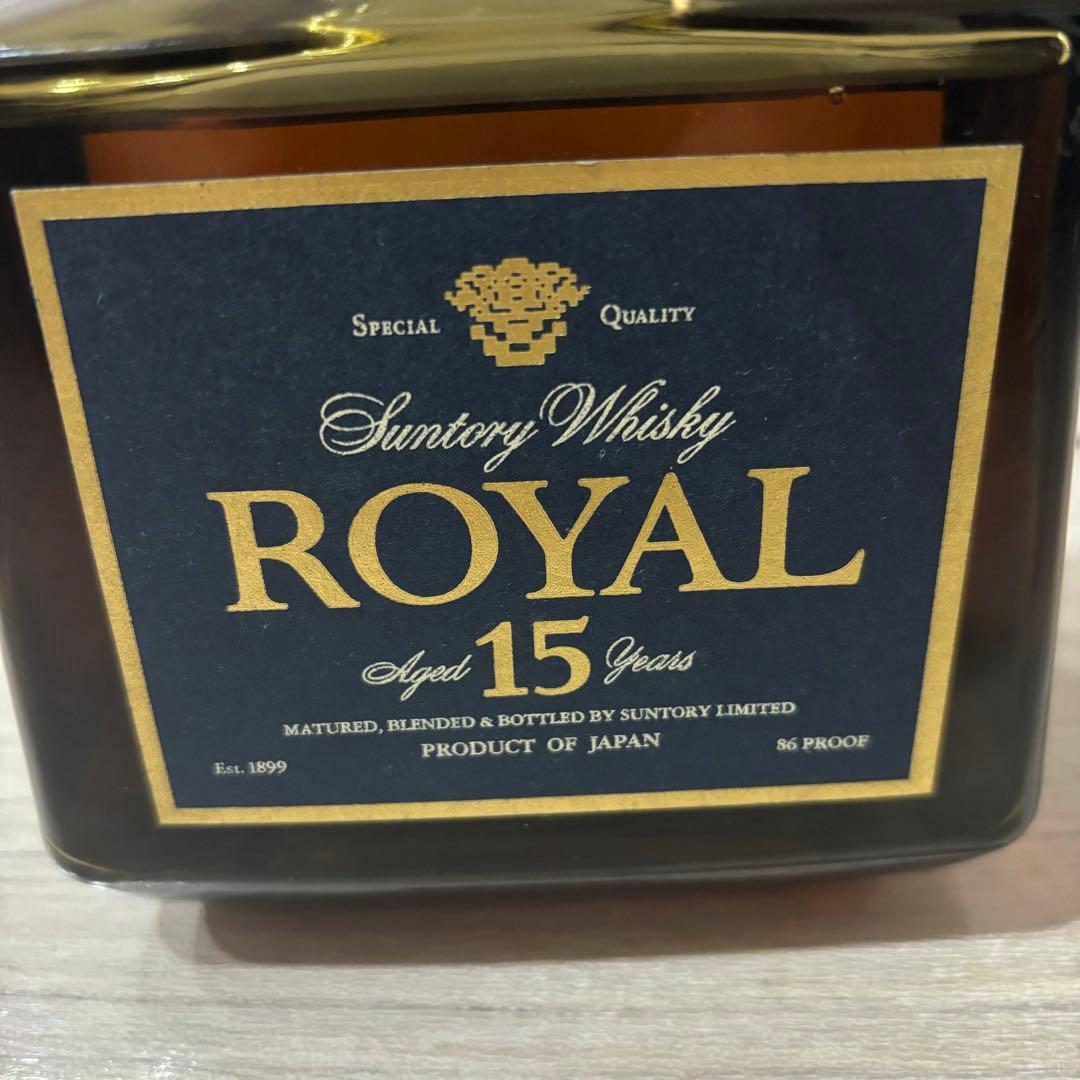 SPECIAL QUALITY
Suntory Whisky
ROYAL
Aged 15 Years
MATURED, BLENDED & BOTTLED BY SUNTORY LIMITED
PRODUCT OF JAPAN
Est. 1899
86 PROOF